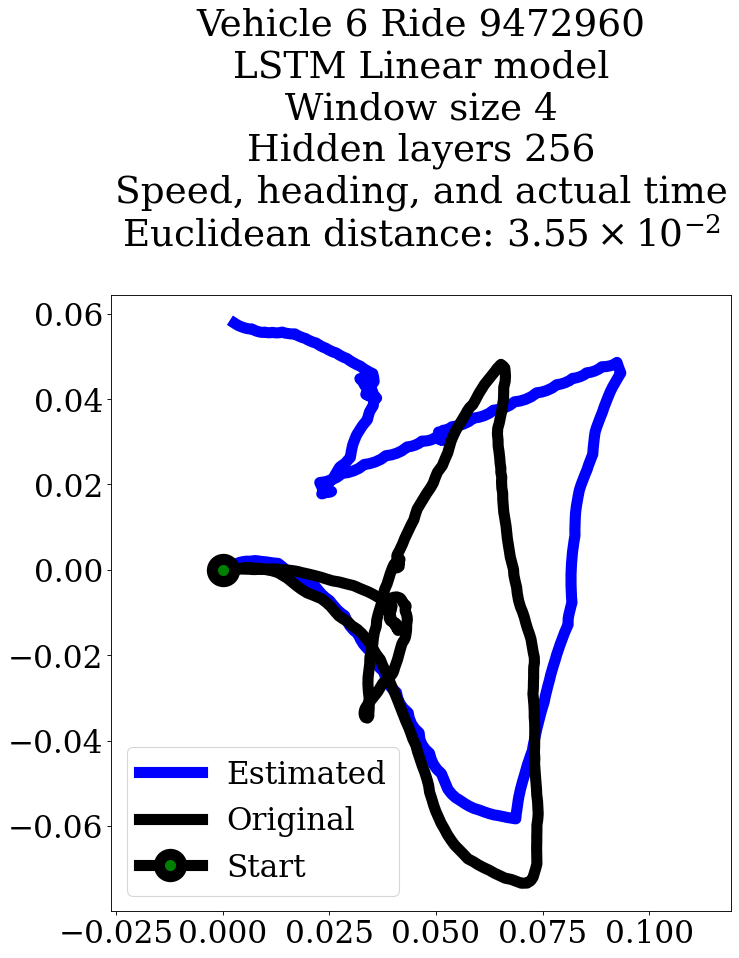 Vehicle 6 Ride 9472960
LSTM Linear model
Window size 4
Hidden layers 256
Speed, heading, and actual time
Euclidean distance: 3.55 × 10⁻²
0.06
0.04
0.02
0.00
−0.02
−0.04
−0.06
Estimated
Original
Start
−0.025 0.000 0.025 0.050 0.075 0.100